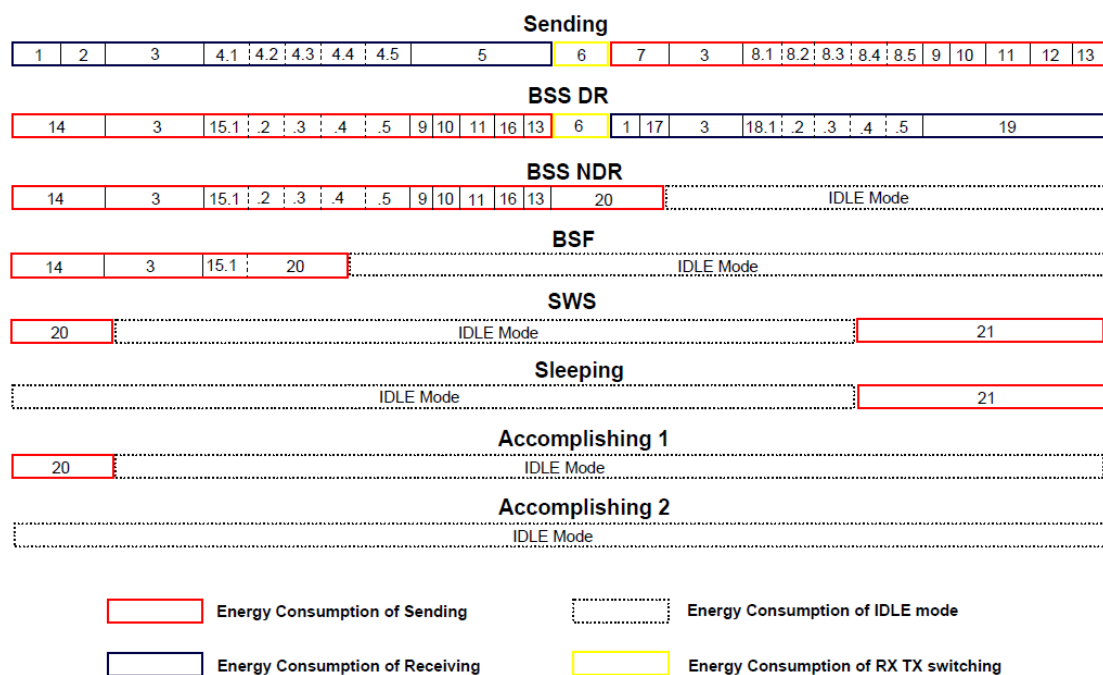 Sending
1 2 3 4.1 4.2 4.3 4.4 4.5 5 6 7 3 8.1 8.2 8.3 8.4 8.5 9 10 11 12 13
BSS DR
14 3 15.1 .2 .3 .4 .5 9 10 11 16 13 6 1 17 3 18.1 .2 .3 .4 .5 19
BSS NDR
14 3 15.1 .2 .3 .4 .5 9 10 11 16 13 20 IDLE Mode
BSF
14 3 15.1 20 IDLE Mode
SWS
20 IDLE Mode 21
Sleeping
IDLE Mode 21
Accomplishing 1
20 IDLE Mode
Accomplishing 2
IDLE Mode
Energy Consumption of Sending Energy Consumption of IDLE mode
Energy Consumption of Receiving Energy Consumption of RX TX switching